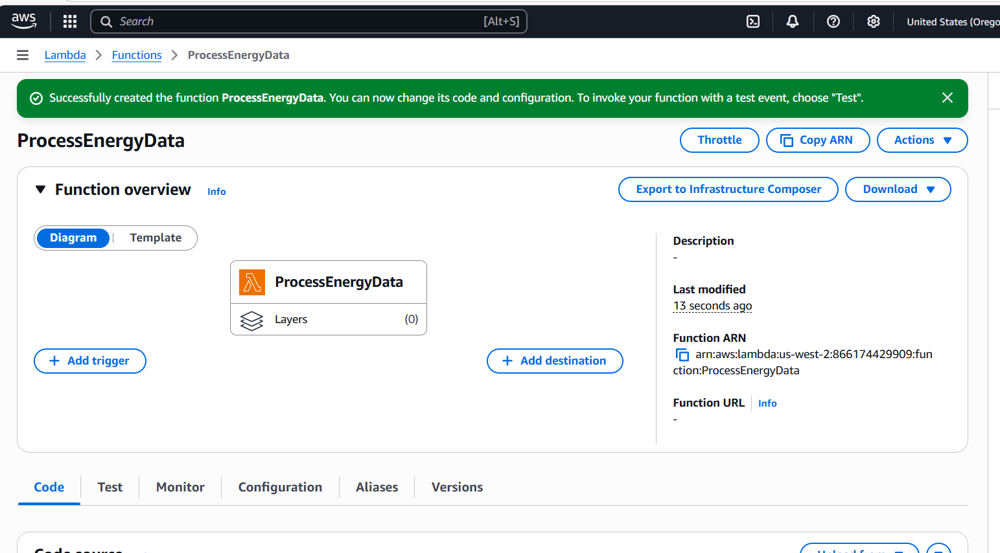 aws
Search [Alt+S]
United States (Orego
Lambda Functions ProcessEnergyData
Successfully created the function ProcessEnergyData. You can now change its code and configuration. To invoke your function with a test event, choose "Test".
ProcessEnergyData
Throttle Copy ARN Actions
Function overview Info
Export to Infrastructure Composer Download
Diagram Template
ProcessEnergyData
Layers (0)
Add trigger
Add destination
Description
-
Last modified
13 seconds ago
Function ARN
arn:aws:lambda:us-west-2:866174429909:fun
ction:ProcessEnergyData
Function URL Info
-
Code Test Monitor Configuration Aliases Versions
Code source
Upload from